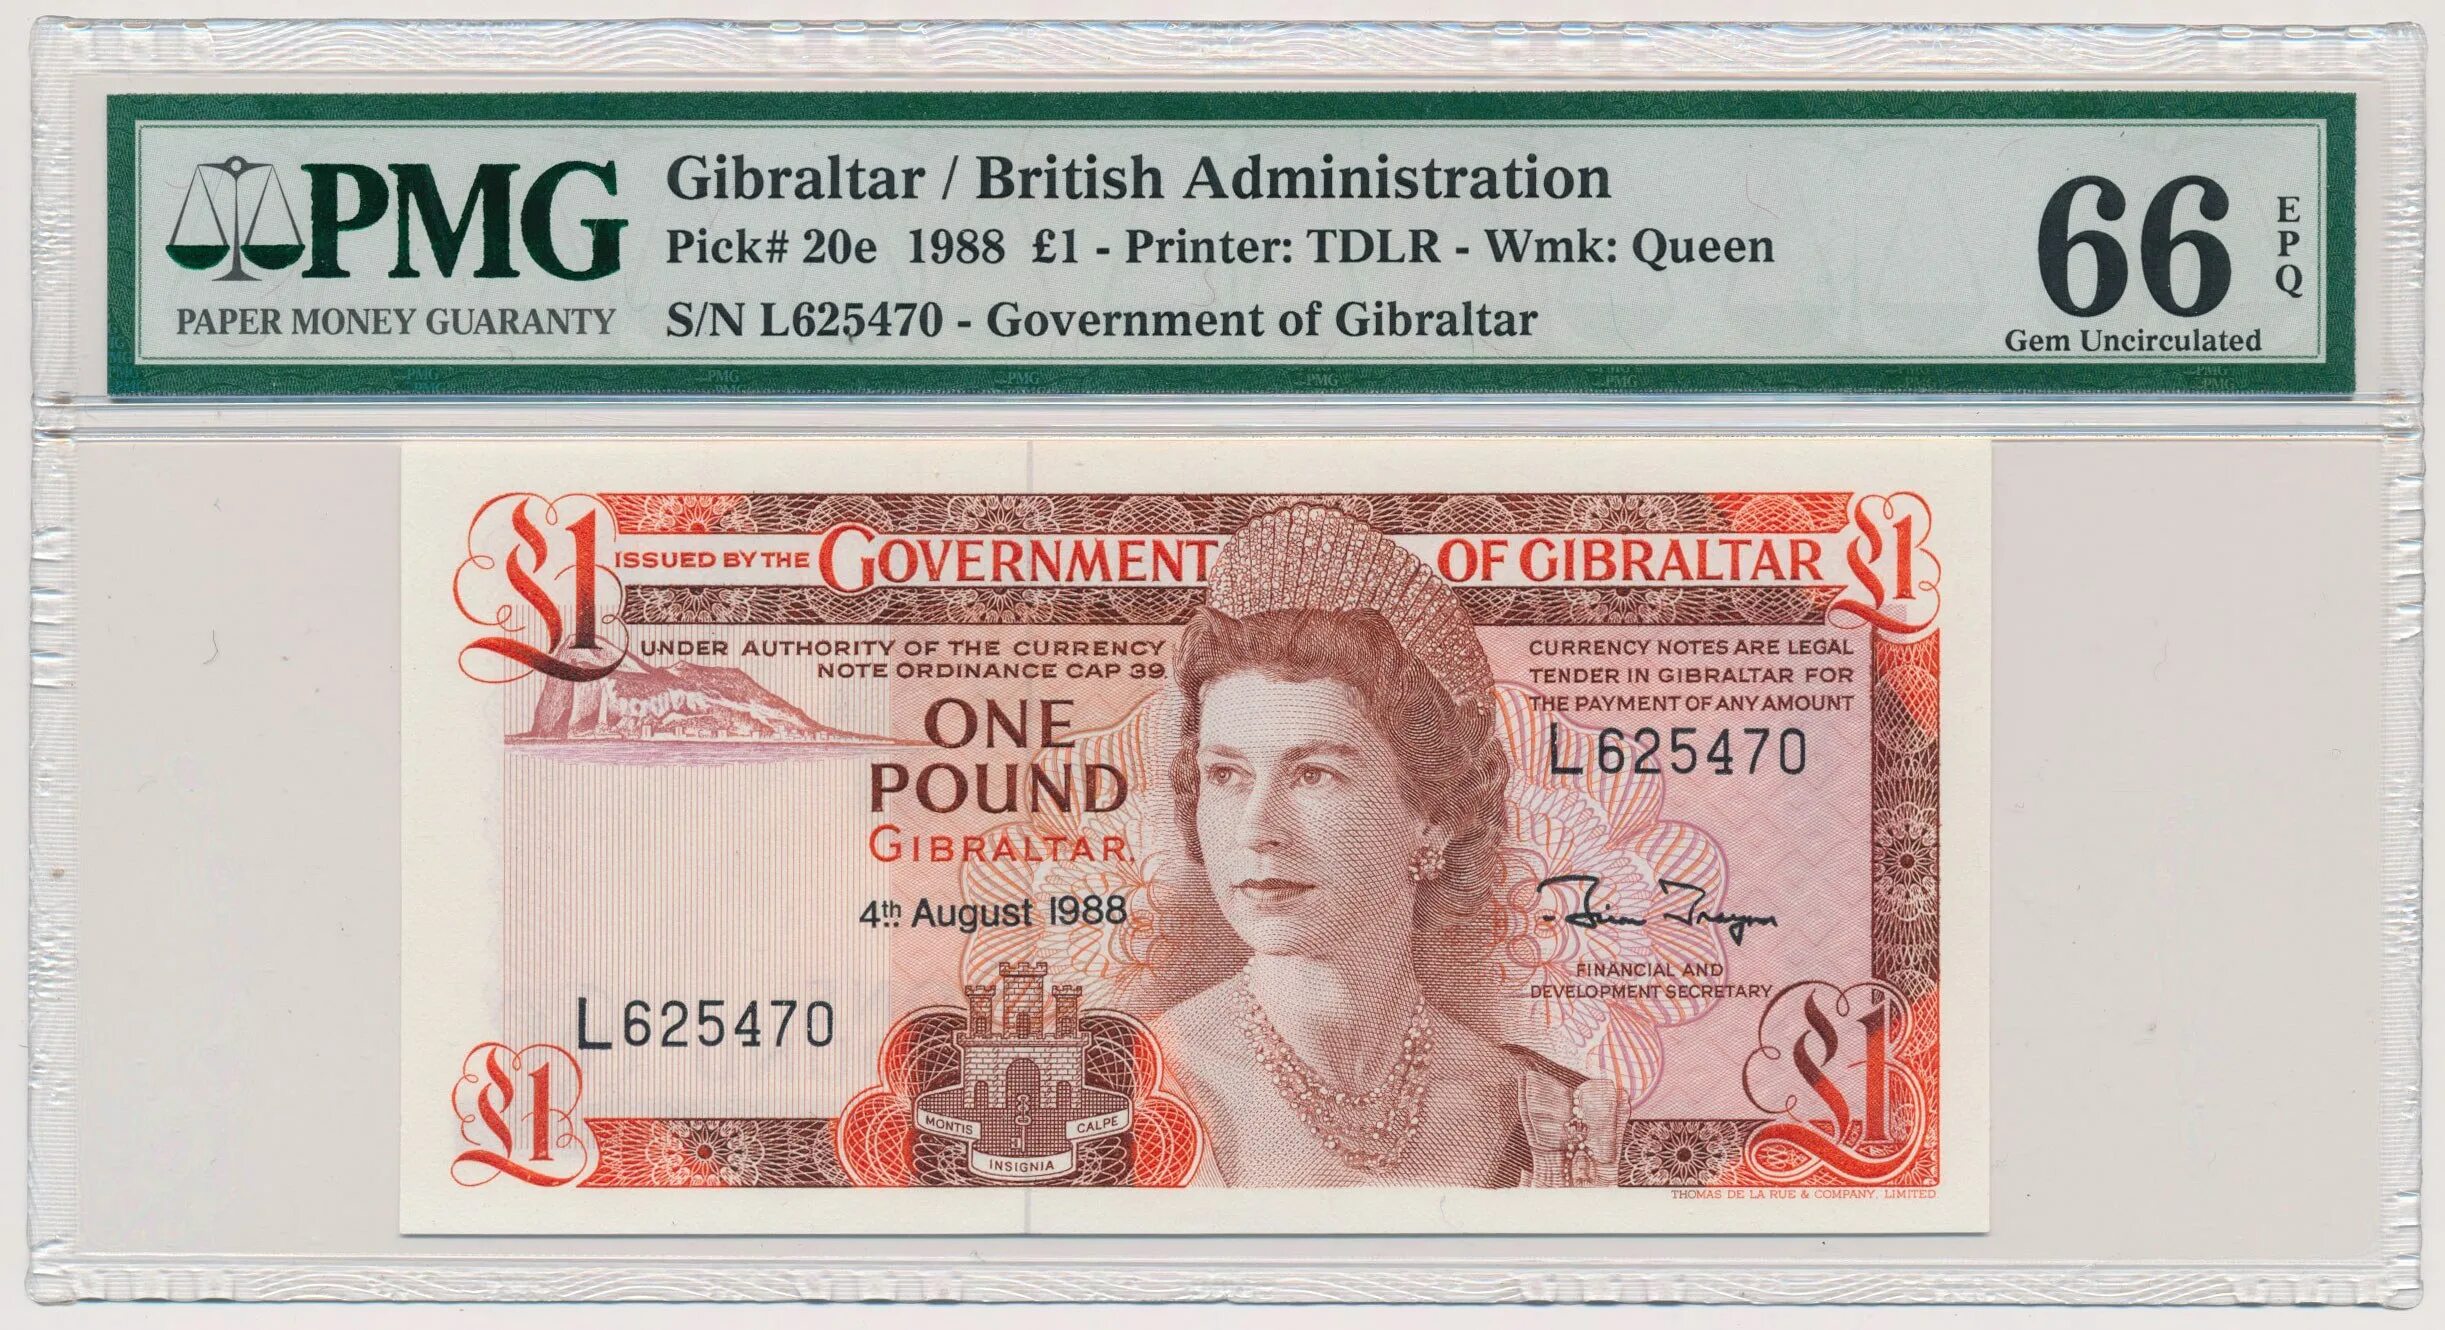 PMG
PAPER MONEY GUARANTY
Gibraltar / British Administration
Pick# 20e 1988 £1 - Printer: TDLR - Wmk: Queen
S/N L625470 - Government of Gibraltar
66
EPQ
Gem Uncirculated
£1
ISSUED BY THE GOVERNMENT OF GIBRALTAR
£1
UNDER AUTHORITY OF THE CURRENCY
NOTE ORDINANCE CAP 39.
ONE
POUND
GIBRALTAR.
4th August 1988
CURRENCY NOTES ARE LEGAL
TENDER IN GIBRALTAR FOR
THE PAYMENT OF ANY AMOUNT
L625470
FINANCIAL AND
DEVELOPMENT SECRETARY
L625470
£1
MONTIS CALPE
INSIGNIA
£1
THOMAS DE LA RUE & COMPANY, LIMITED